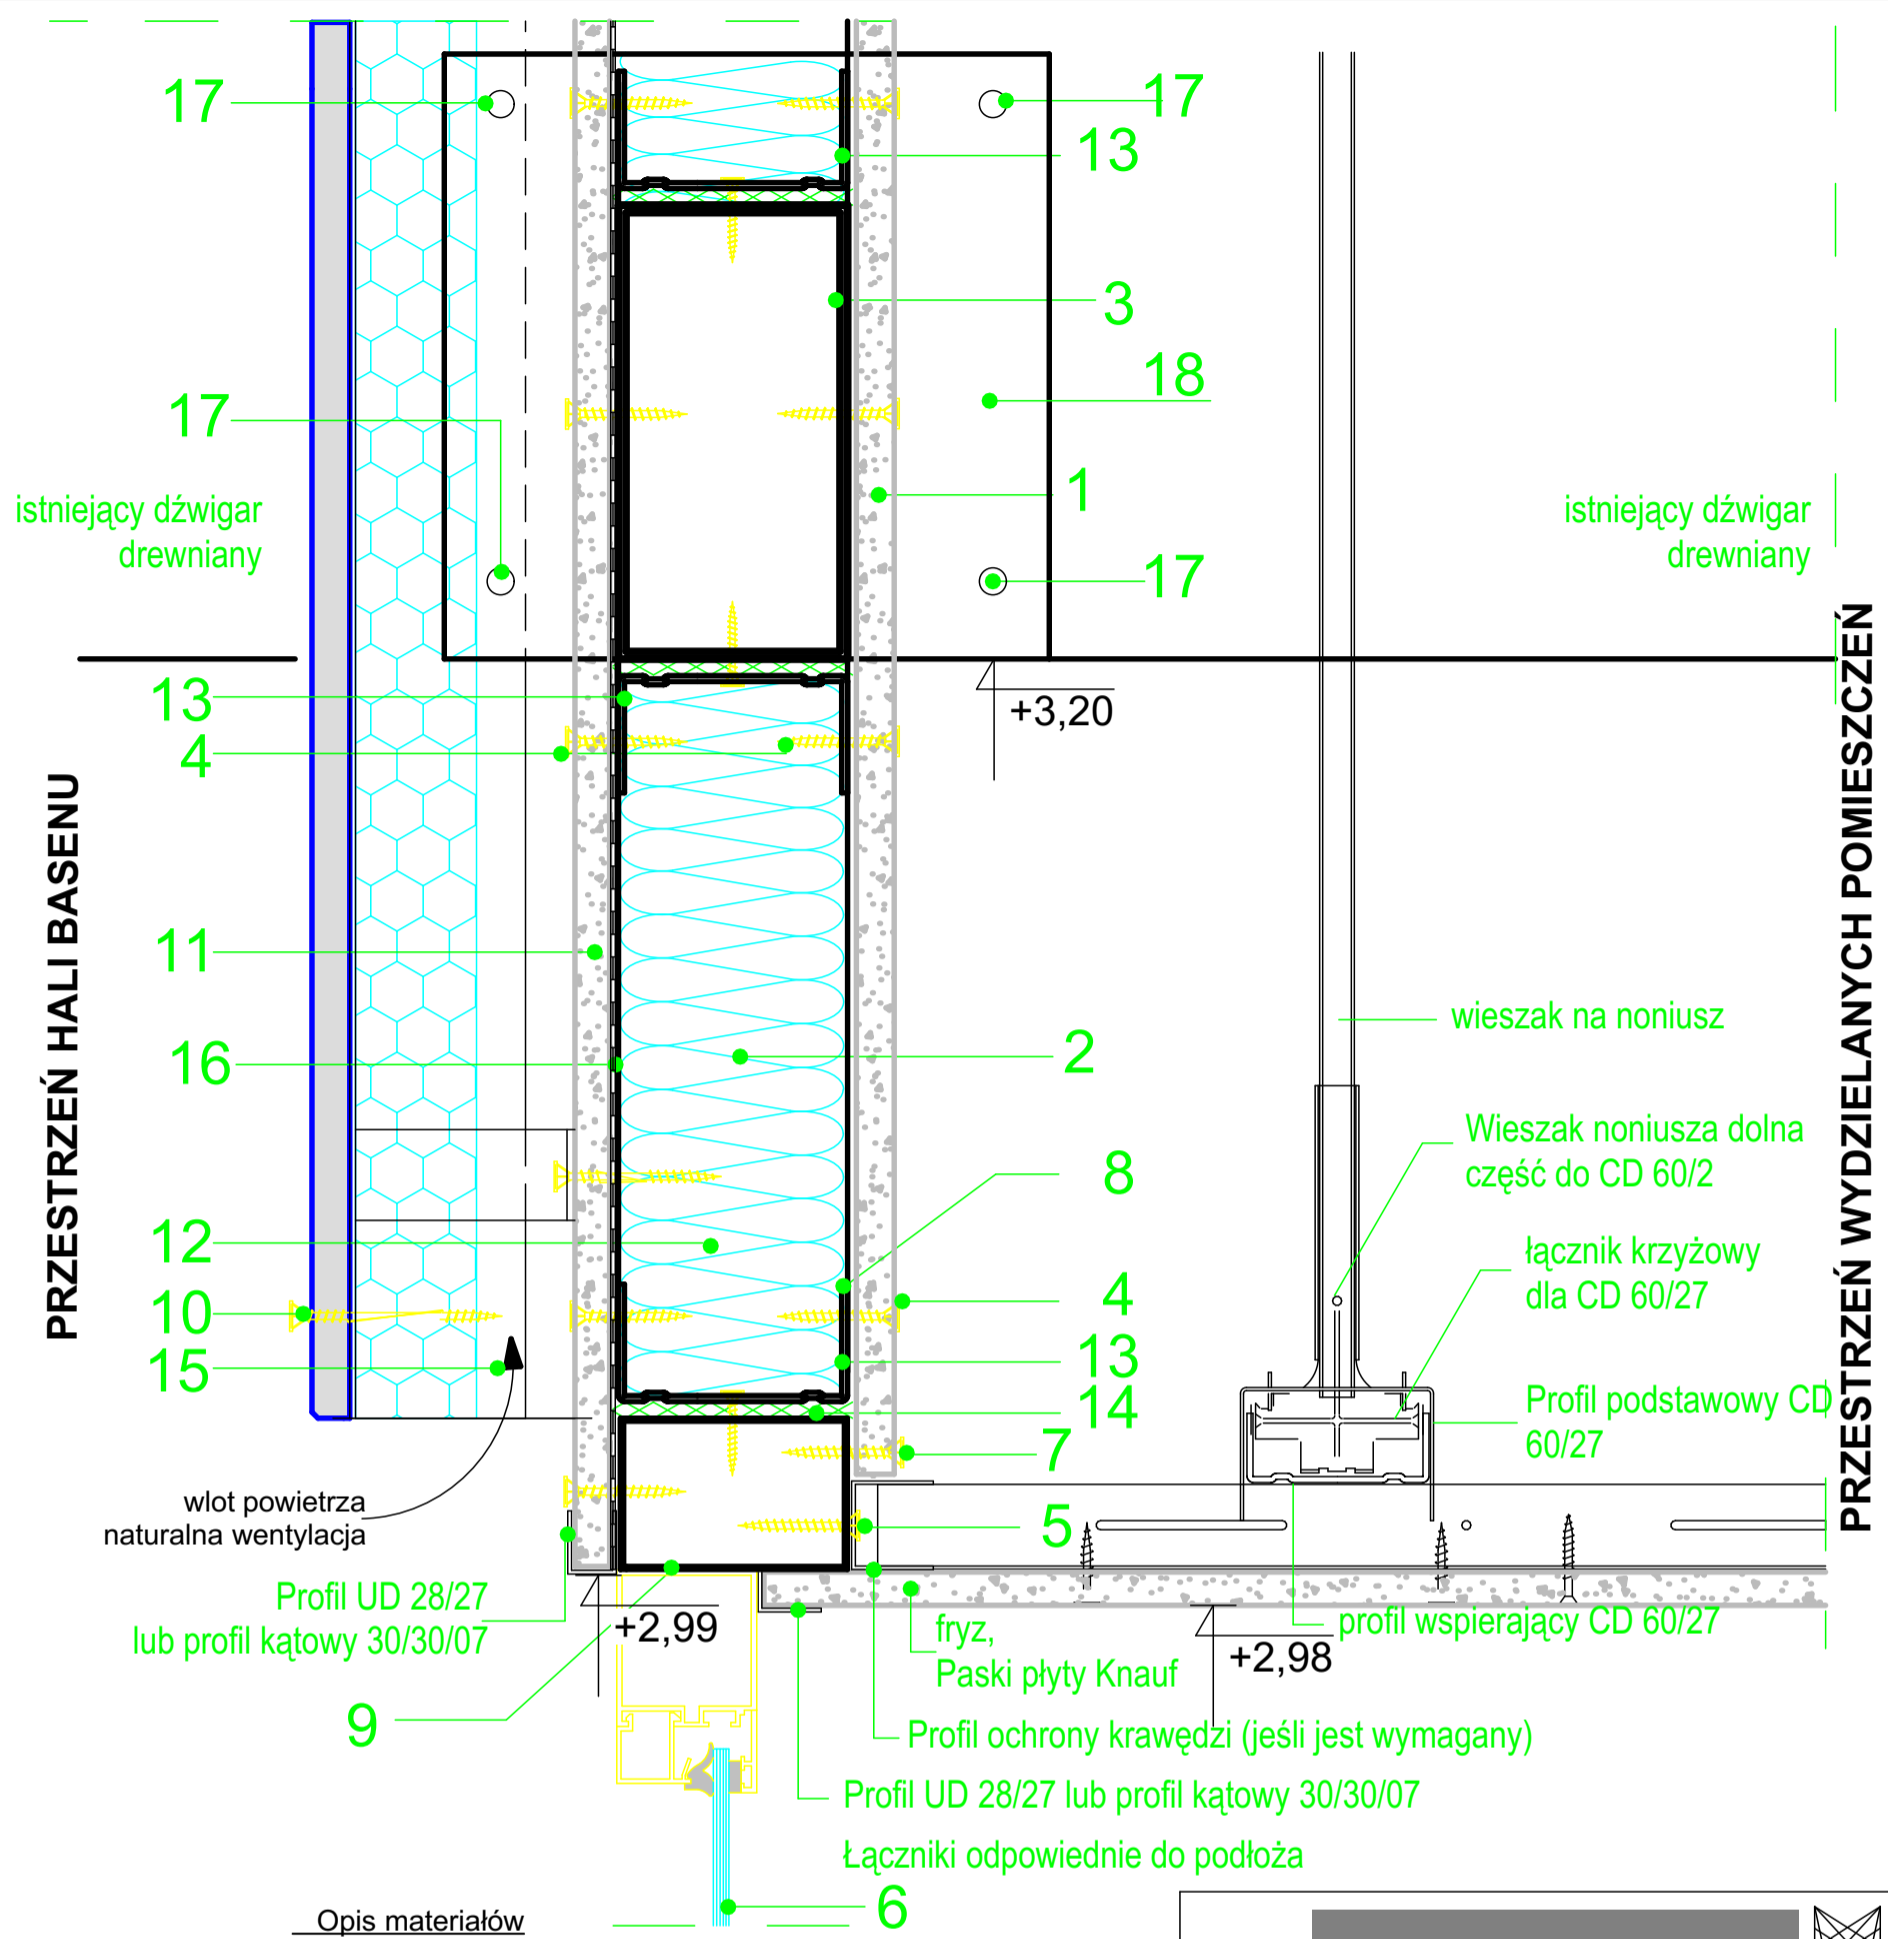 17
17
13
3
18
17
1
istniejący dźwigar
drewniany
istniejący dźwigar
drewniany
17
13
+3,20
4
PRZESTRZEŃ HALI BASENU
PRZESTRZEŃ WYDZIELANYCH POMIESZCZEŃ
11
wieszak na noniusz
16
2
Wieszak noniusza dolna
część do CD 60/2
8
12
łącznik krzyżowy
dla CD 60/27
10
4
15
13
14
Profil podstawowy CD
60/27
7
wlot powietrza
naturalna wentylacja
5
Profil UD 28/27
lub profil kątowy 30/30/07
+2,99
fryz,
Paski płyty Knauf
profil wspierający CD 60/27
+2,98
9
Profil ochrony krawędzi (jeśli jest wymagany)
Profil UD 28/27 lub profil kątowy 30/30/07
Łączniki odpowiednie do podłoża
6
Opis materiałów